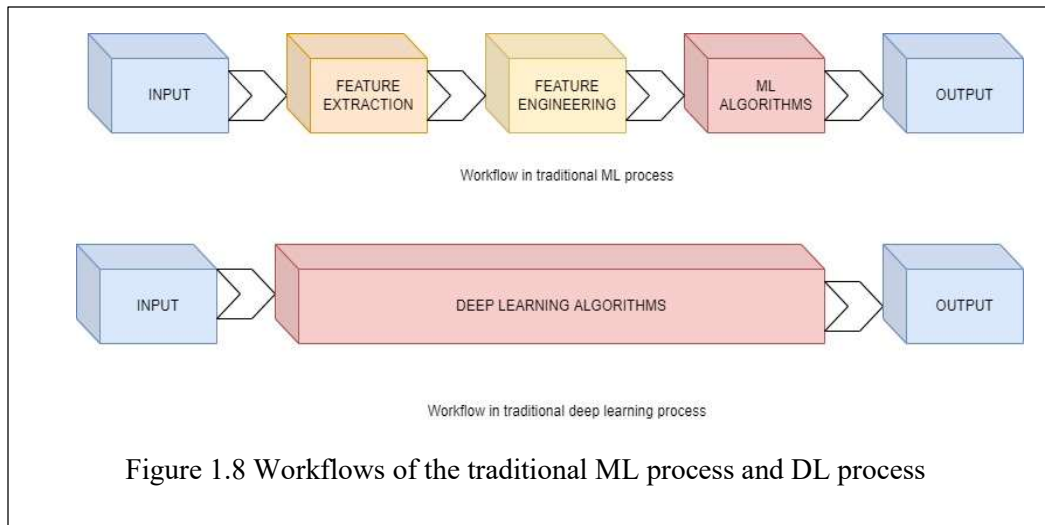 INPUT
FEATURE
EXTRACTION
FEATURE
ENGINEERING
ML
ALGORITHMS
OUTPUT
Workflow in traditional ML process
INPUT
DEEP LEARNING ALGORITHMS
OUTPUT
Workflow in traditional deep learning process
Figure 1.8 Workflows of the traditional ML process and DL process